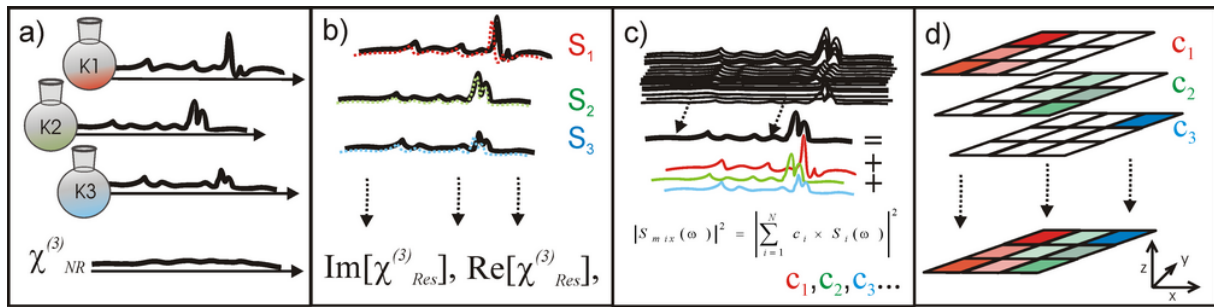 a)
K1
K2
K3
χ(3)NR
b)
S1
S2
S3
Im[χ(3)Res], Re[χ(3)Res],
c)
=
+
+
|Smix(ω)|2 = |∑Ni=1 ci × Si(ω)|2
c1,c2,c3...
d)
c1
c2
c3
z
y
x